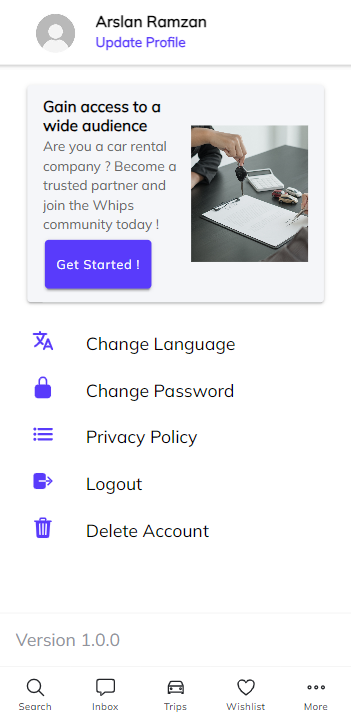 Arslan Ramzan
Update Profile
Gain access to a
wide audience
Are you a car rental
company ? Become a
trusted partner and
join the Whips
community today !
Get Started !
Change Language
Change Password
Privacy Policy
Logout
Delete Account
Version 1.0.0
Search
Inbox
Trips
Wishlist
More